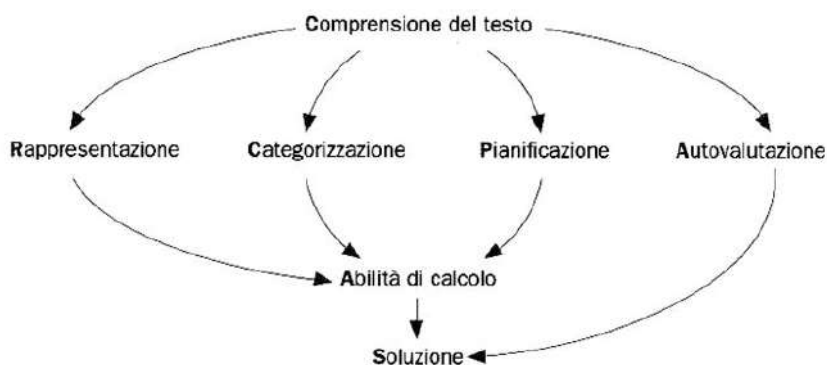 Comprensione del testo
Rappresentazione Categorizzazione Pianificazione Autovalutazione
Abilità di calcolo
Soluzione